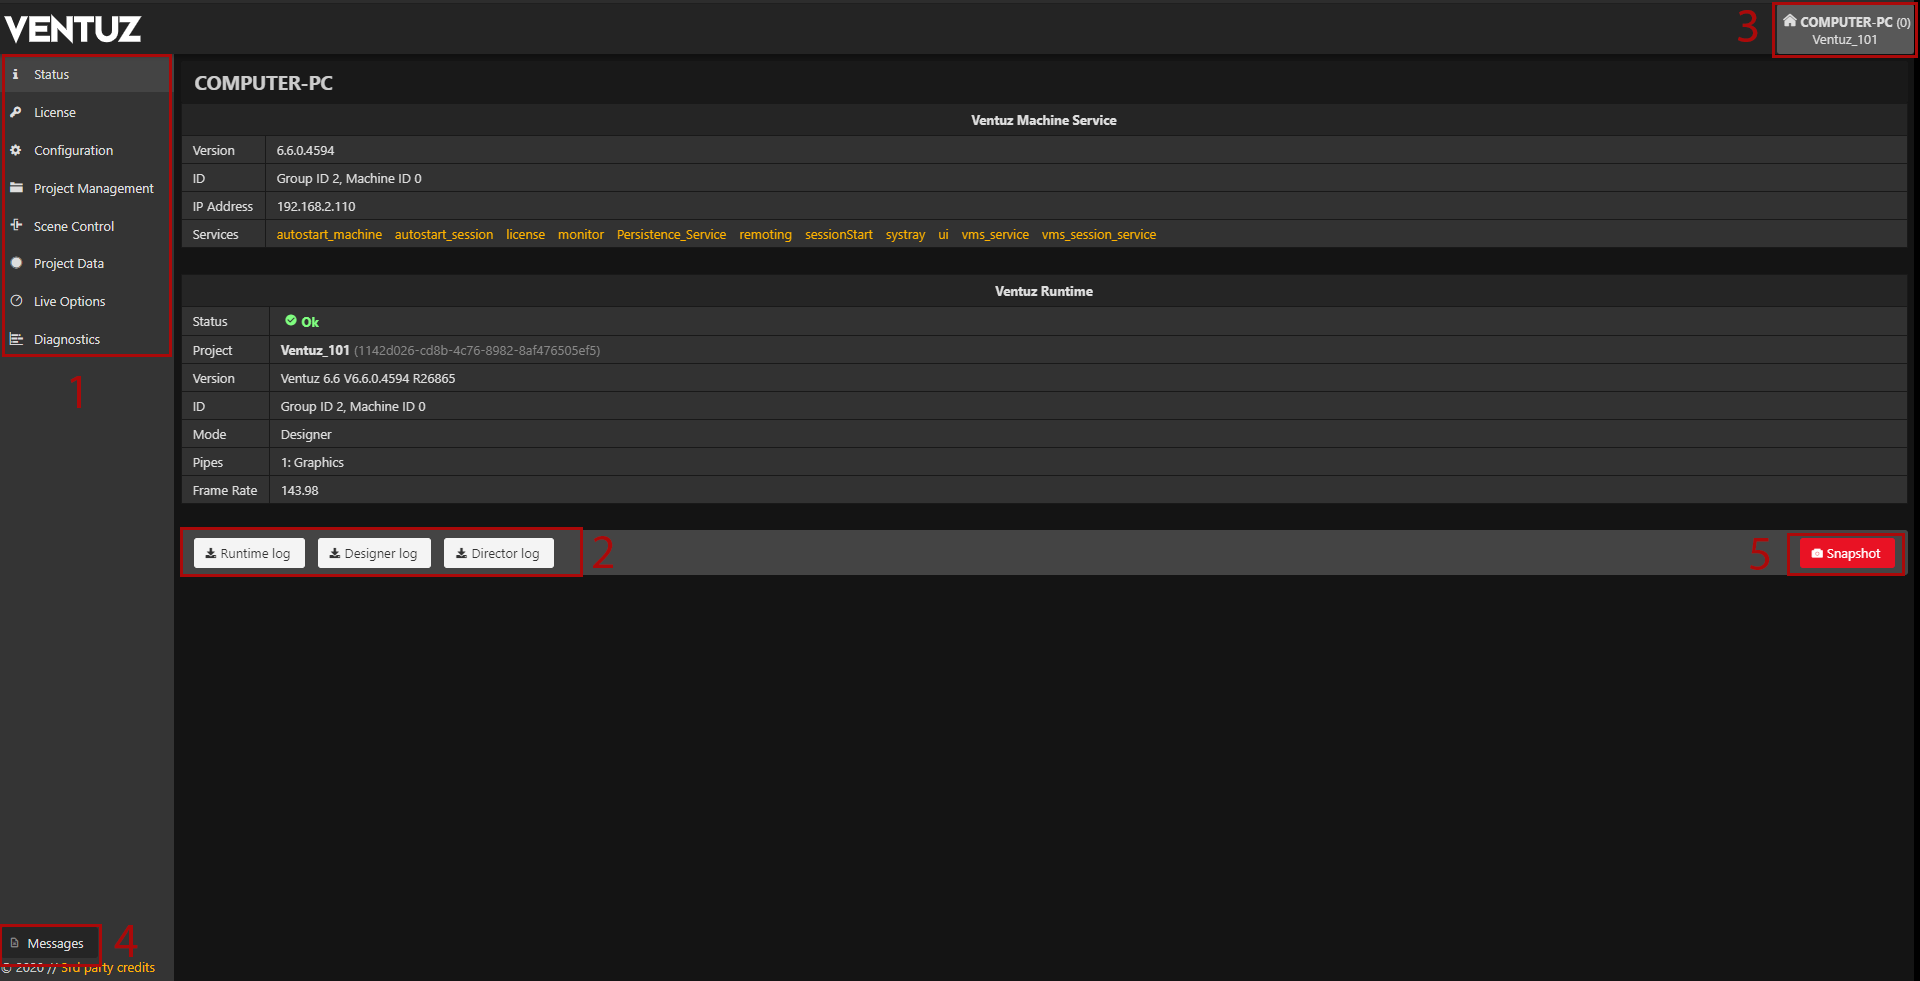 VENTUZ
3
COMPUTER-PC (0)
Ventuz_101
Status
License
Configuration
Project Management
Scene Control
Project Data
Live Options
Diagnostics
1
COMPUTER-PC
Ventuz Machine Service
Version 6.6.0.4594
ID Group ID 2, Machine ID 0
IP Address 192.168.2.110
Services autostart_machine autostart_session license monitor Persistence_Service remoting sessionStart systray ui vms_service vms_session_service
Ventuz Runtime
Status Ok
Project Ventuz_101 (1142d026-cd8b-4c76-8982-8af476505ef5)
Version Ventuz 6.6 V6.6.0.4594 R26865
ID Group ID 2, Machine ID 0
Mode Designer
Pipes 1: Graphics
Frame Rate 143.98
Runtime log Designer log Director log 2 5 Snapshot
Messages 4
© 2020 // 3rd party credits